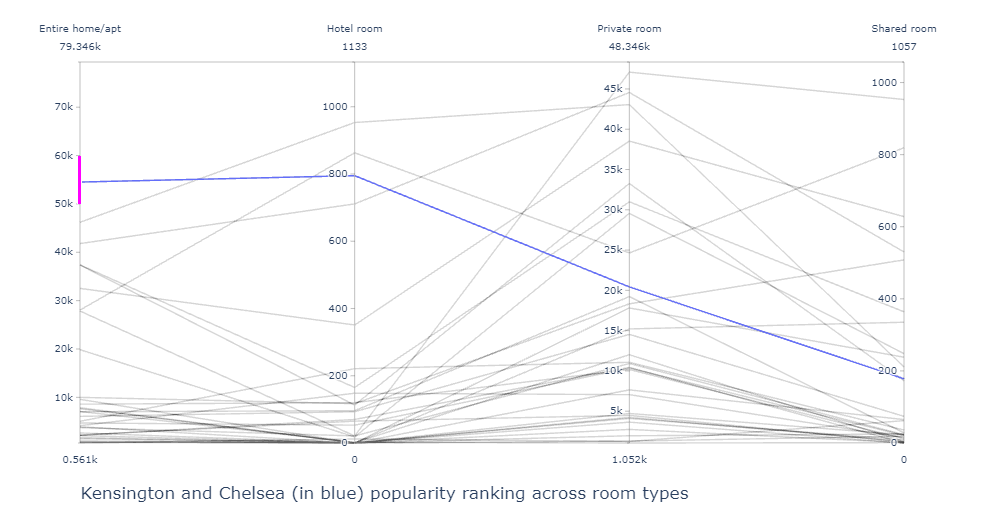 Entire home/apt Hotel room Private room Shared room
79.346k 1133 48.346k 1057
70k
60k
50k
40k
30k
20k
10k
1000
800
600
400
200
0
45k
40k
35k
30k
25k
20k
15k
10k
5k
1000
800
600
400
200
0
0.561k 0 1.052k 0
Kensington and Chelsea (in blue) popularity ranking across room types